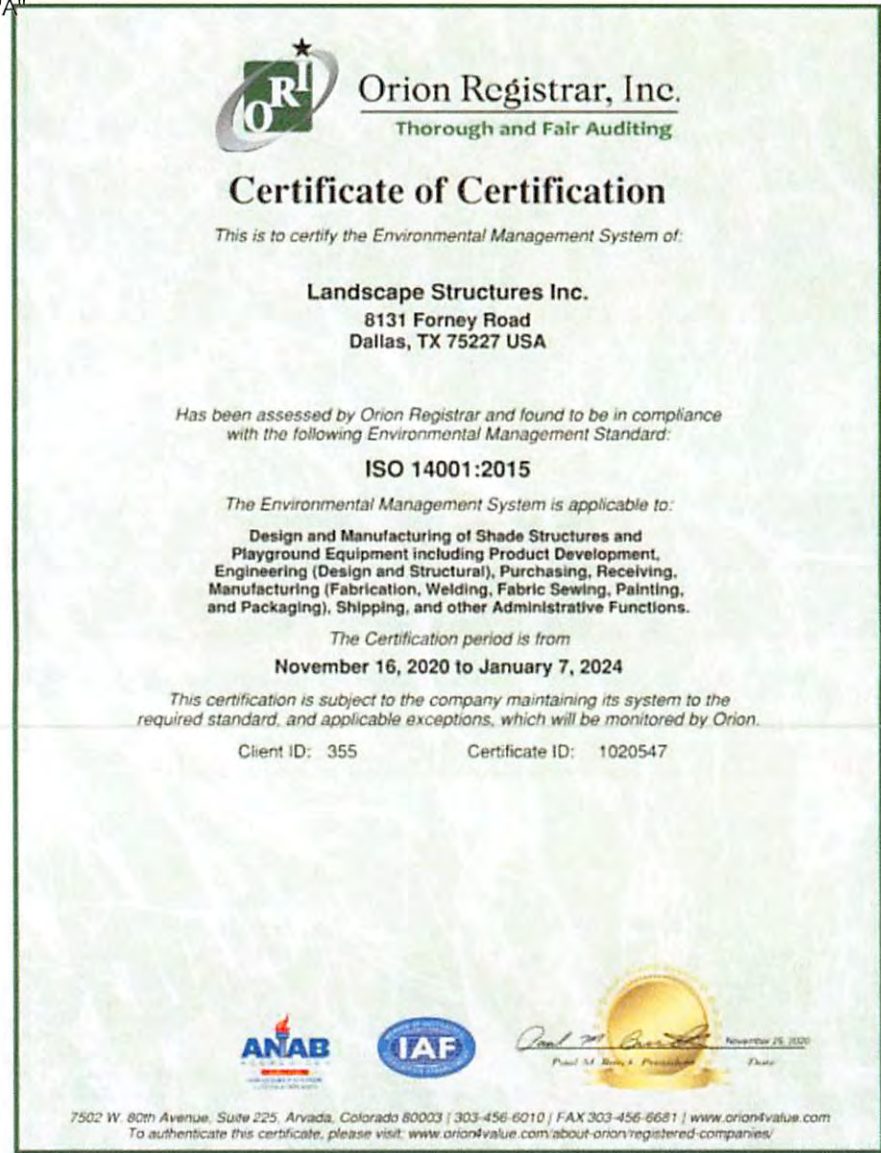 "A"
ORI
Orion Registrar, Inc.
Thorough and Fair Auditing
Certificate of Certification
This is to certify the Environmental Management System of:
Landscape Structures Inc.
8131 Forney Road
Dallas, TX 75227 USA
Has been assessed by Orion Registrar and found to be in compliance
with the following Environmental Management Standard:
ISO 14001:2015
The Environmental Management System is applicable to:
Design and Manufacturing of Shade Structures and
Playground Equipment including Product Development,
Engineering (Design and Structural), Purchasing, Receiving,
Manufacturing (Fabrication, Welding, Fabric Sewing, Painting,
and Packaging), Shipping, and other Administrative Functions.
The Certification period is from
November 16, 2020 to January 7, 2024
This certification is subject to the company maintaining its system to the
required standard, and applicable exceptions, which will be monitored by Orion.
Client ID: 355 Certificate ID: 1020547
ANAB
IAF
November 25, 2020
Paul M President Date
7502 W. 80th Avenue, Suite 225, Arvada, Colorado 80003 | 303-456-6010 | FAX 303-456-6681 | www.orion4value.com
To authenticate this certificate, please visit: www.orion4value.com/about-orion/registered-companies/